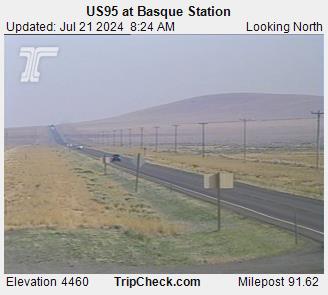 US95 at Basque Station
Updated: Jul 21 2024 8:24 AM Looking North
Elevation 4460 TripCheck.com Milepost 91.62